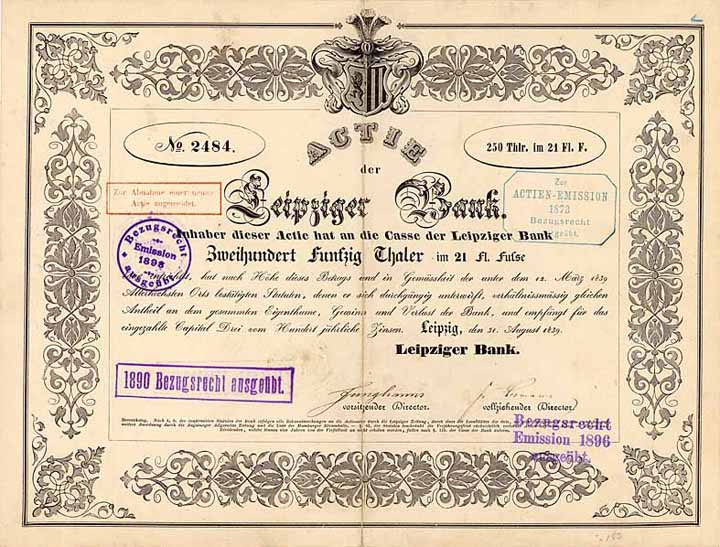 ACTIE
No. 2484.
250 Thlr. im 21 Fl. F.
der
Leipziger Bank.
Zur Abnahme einer neuen
Actie angemeldet.
Zur
ACTIEN-EMISSION
1873
Bezugsrecht
ausgeübt.
Inhaber dieser Actie hat an die Casse der Leipziger Bank
Zweihundert Funfzig Thaler im 21 Fl. Fusse
hat nach Höhe dieses Betrags und in Gemässheit der unter dem 12. März 1839
Allerhöchsten Orts bestätigten Statuten, denen er sich durchgängig unterwirft, verhältnissmässig gleichen
Antheil an dem gesammten Eigenthume, Gewinn und Verlust der Bank, und empfängt für das
eingezahlte Capital Drei vom Hundert jährliche Zinsen. Leipzig, den 31. August 1839.
Leipziger Bank.
Bezugsrecht
Emission
1898
ausgeübt
1890 Bezugsrecht ausgeübt.
vorsitzender Director.
vollziehender Director.
Bezugsrecht
Emission 1896
ausgeübt.